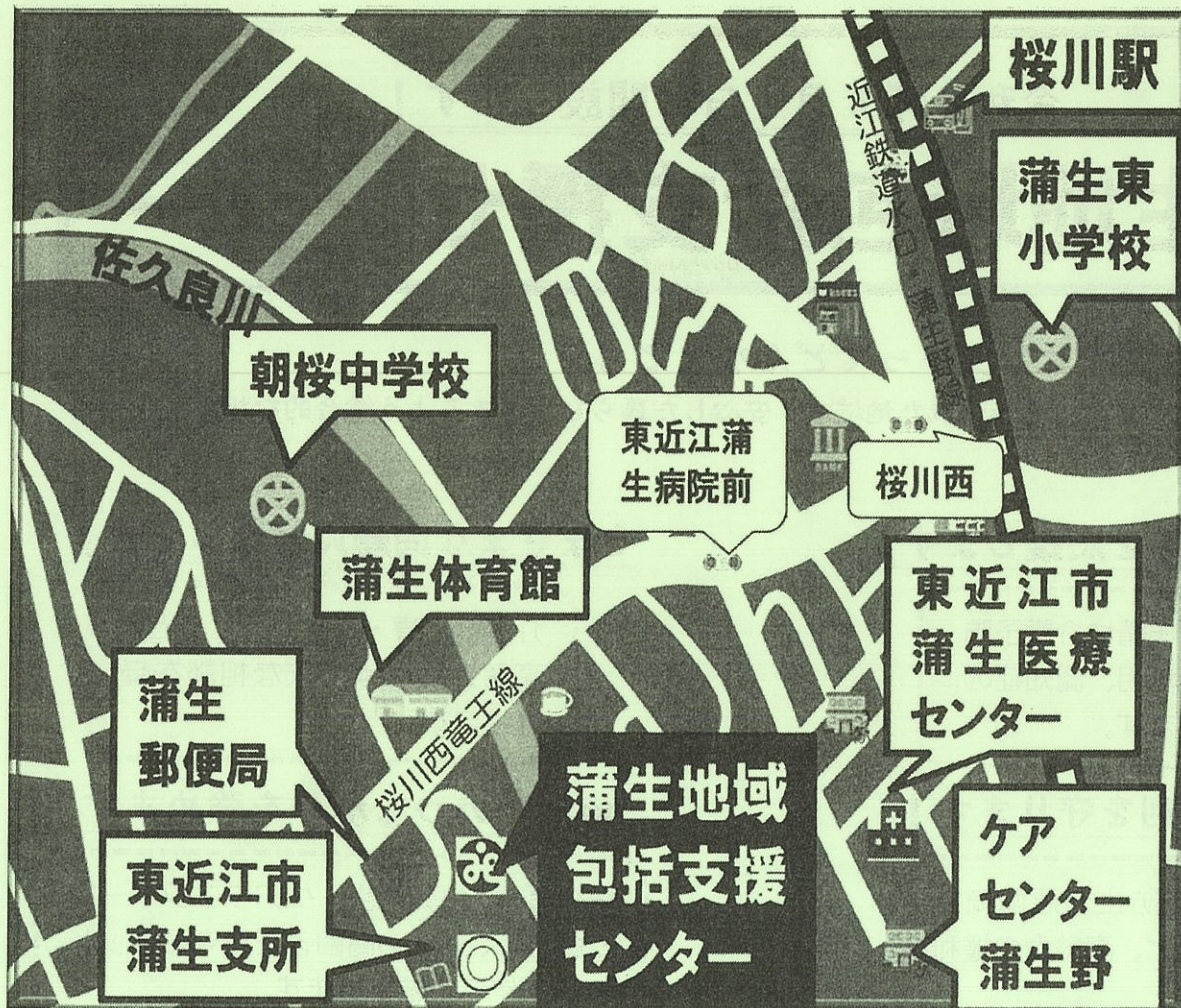 桜川駅
近江鉄道水口・蒲生野線
蒲生東
小学校
佐久良川
朝桜中学校
東近江蒲
生病院前
桜川西
BANK
蒲生体育館
東近江市
蒲生医療
センター
蒲生
郵便局
桜川西竜王線
蒲生地域
包括支援
センター
ケア
センター
蒲生野
東近江市
蒲生支所